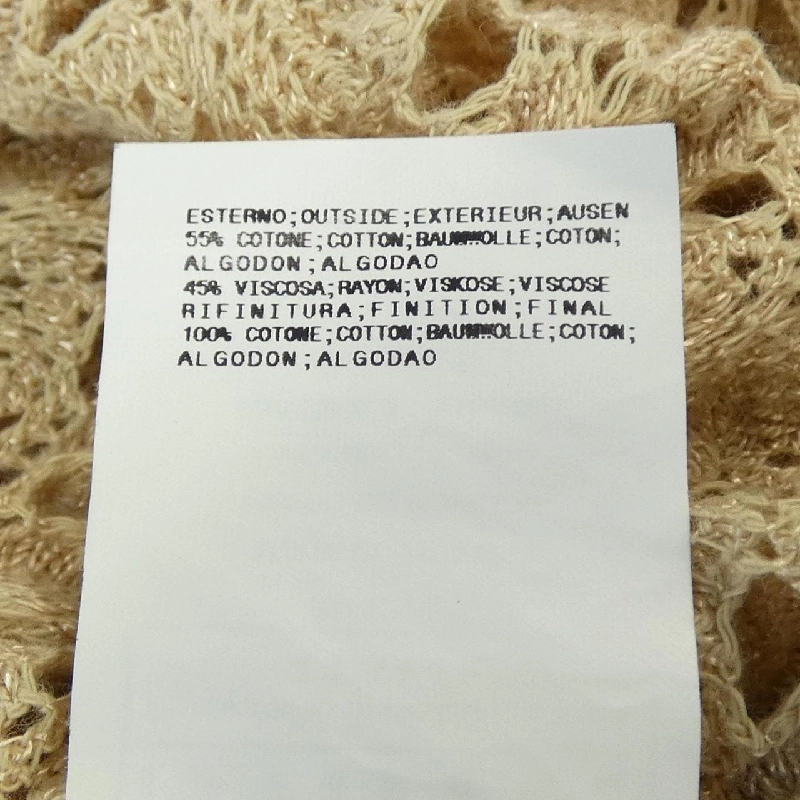 ESTERNO;OUTSIDE;EXTERIEUR;AUSEN
55% COTONE;COTTON;BAUMWOLLE;COTON;
ALGODON;ALGODAO
45% VISCOSA;RAYON;VISKOSE;VISCOSE
RIFINITURA;FINITION;FINAL
100% COTONE;COTTON;BAUMWOLLE;COTON;
ALGODON;ALGODAO